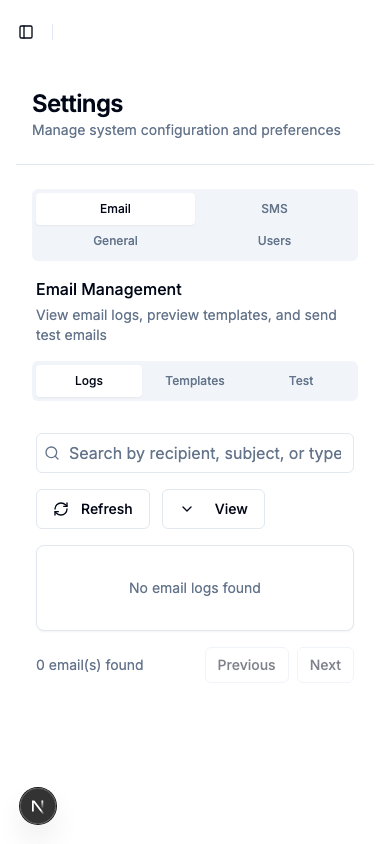 Settings
Manage system configuration and preferences
Email
SMS
General
Users
Email Management
View email logs, preview templates, and send
test emails
Logs
Templates
Test
Search by recipient, subject, or type
Refresh
View
No email logs found
0 email(s) found
Previous
Next
N